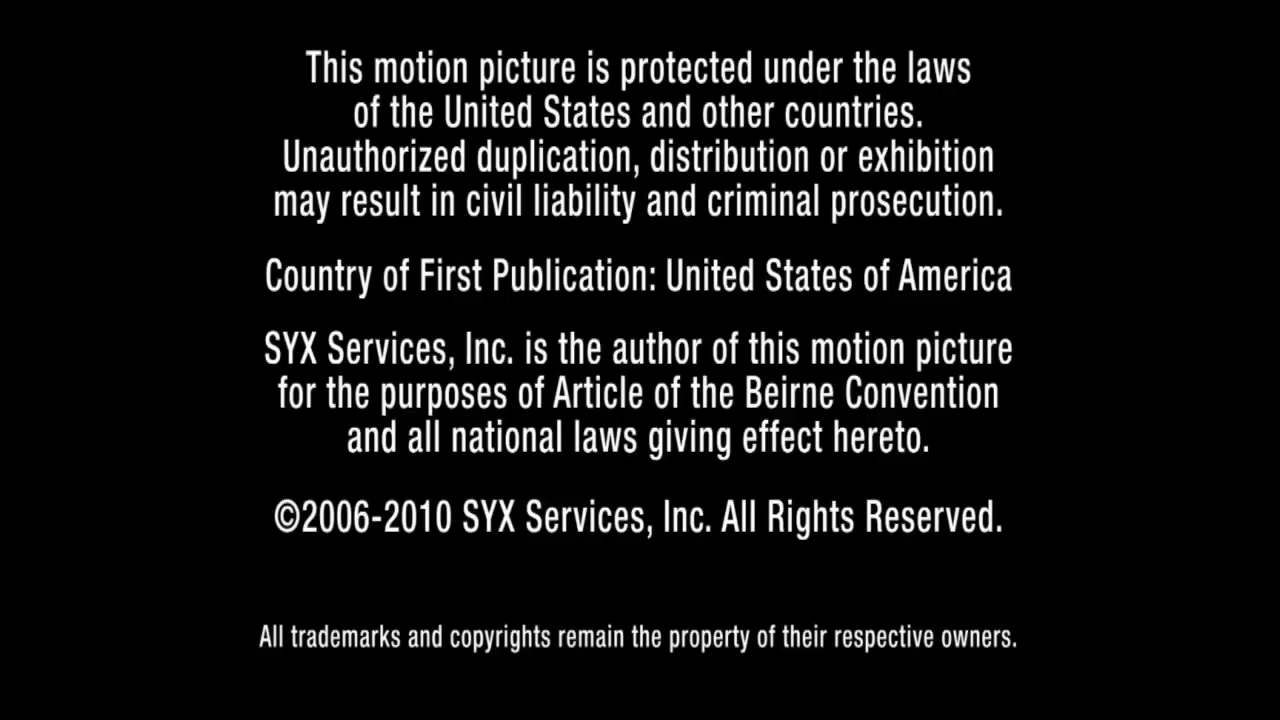 This motion picture is protected under the laws
of the United States and other countries.
Unauthorized duplication, distribution or exhibition
may result in civil liability and criminal prosecution.
Country of First Publication: United States of America
SYX Services, Inc. is the author of this motion picture
for the purposes of Article of the Beirne Convention
and all national laws giving effect hereto.
©2006-2010 SYX Services, Inc. All Rights Reserved.
All trademarks and copyrights remain the property of their respective owners.